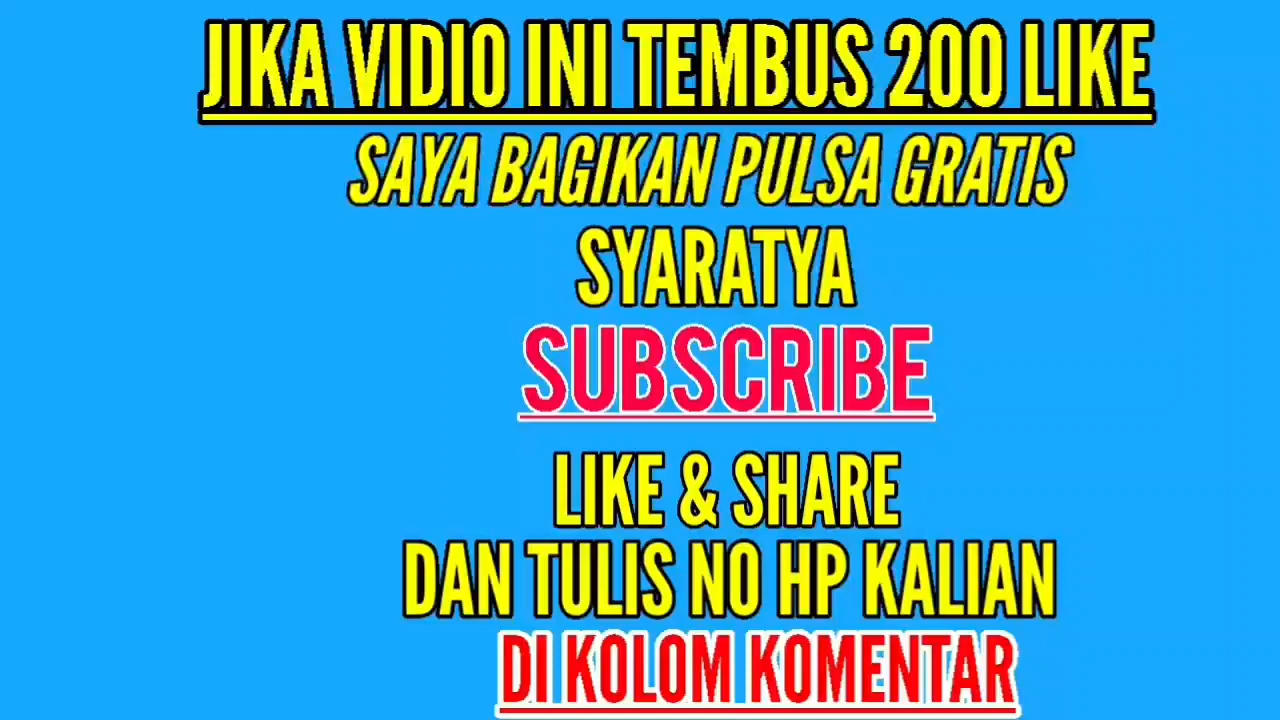 JIKA VIDIO INI TEMBUS 200 LIKE
SAYA BAGIKAN PULSA GRATIS
SYARATYA
SUBSCRIBE
LIKE & SHARE
DAN TULIS NO HP KALIAN
DI KOLOM KOMENTAR